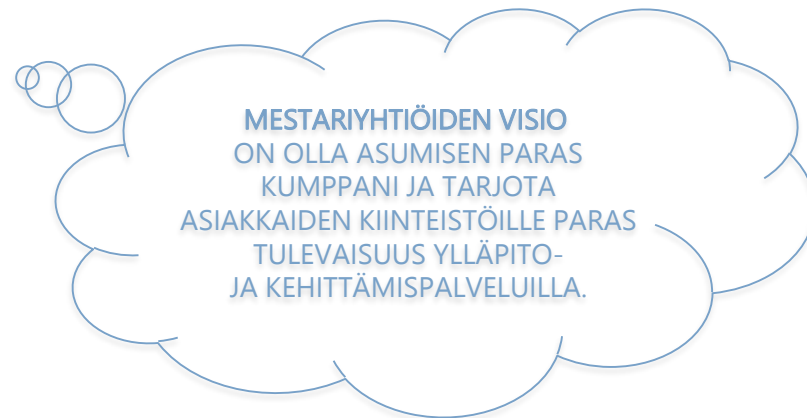 MESTARIYHTIÖIDEN VISIO
ON OLLA ASUMISEN PARAS
KUMPPANI JA TARJOTA
ASIAKKAIDEN KIINTEISTÖILLE PARAS
TULEVAISUUS YLLÄPITO-
JA KEHITTÄMISPALVELUILLA.